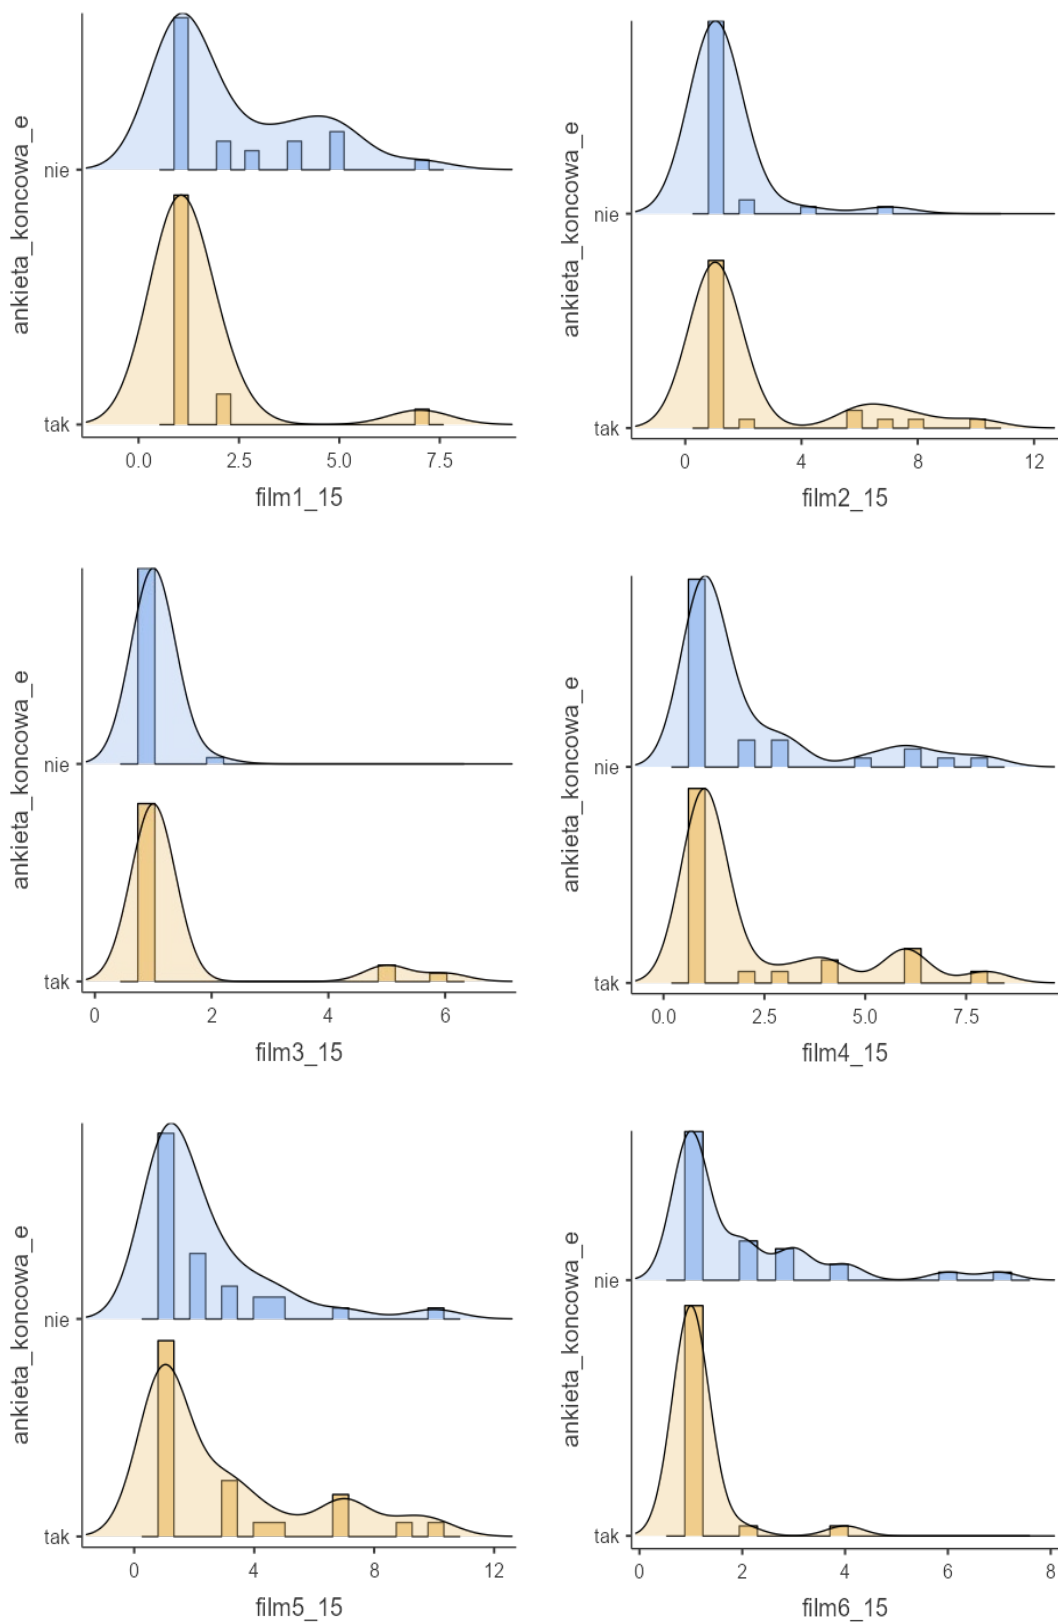 ankieta_koncowa_e
nie
tak
0.0 2.5 5.0 7.5
film1_15
ankieta_koncowa_e
nie
tak
0 4 8 12
film2_15
ankieta_koncowa_e
nie
ankieta_koncowa_e
tak
0 2 4 6
film3_15
ankieta_koncowa_e
nie
ankieta_koncowa_e
tak
0.0 2.5 5.0 7.5
film4_15
ankieta_koncowa_e
nie
tak
0 4 8 12
film5_15
ankieta_koncowa_e
nie
tak
0 2 4 6 8
film6_15